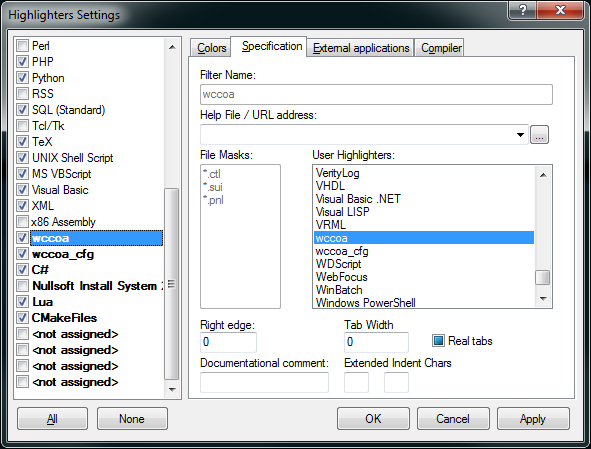 Highlighters Settings
Perl
PHP
Python
RSS
SQL (Standard)
Tcl/Tk
TeX
UNIX Shell Script
MS VBScript
Visual Basic
XML
x86 Assembly
wccoa
wccoa_cfg
C#
Nullsoft Install System
Lua
CMakeFiles
<not assigned>
<not assigned>
<not assigned>
<not assigned>
All
None
Colors
Specification
External applications
Compiler
Filter Name:
wccoa
Help File / URL address:
...
File Masks:
*.ctl
*.sui
*.pnl
User Highlighters:
VerityLog
VHDL
Visual Basic .NET
Visual LISP
VRML
wccoa
wccoa_cfg
WDScript
WebFocus
WinBatch
Windows PowerShell
Right edge:
0
Tab Width
0
Real tabs
Documentational comment:
Extended Indent Chars
OK
Cancel
Apply